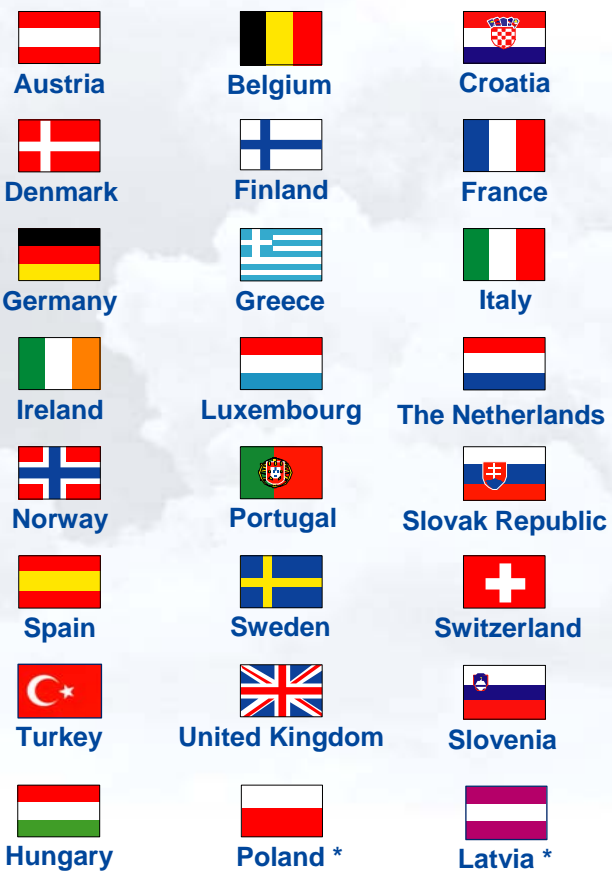 Austria
Belgium
Croatia
Denmark
Finland
France
Germany
Greece
Italy
Ireland
Luxembourg
The Netherlands
Norway
Portugal
Slovak Republic
Spain
Sweden
Switzerland
Turkey
United Kingdom
Slovenia
Hungary
Poland *
Latvia *